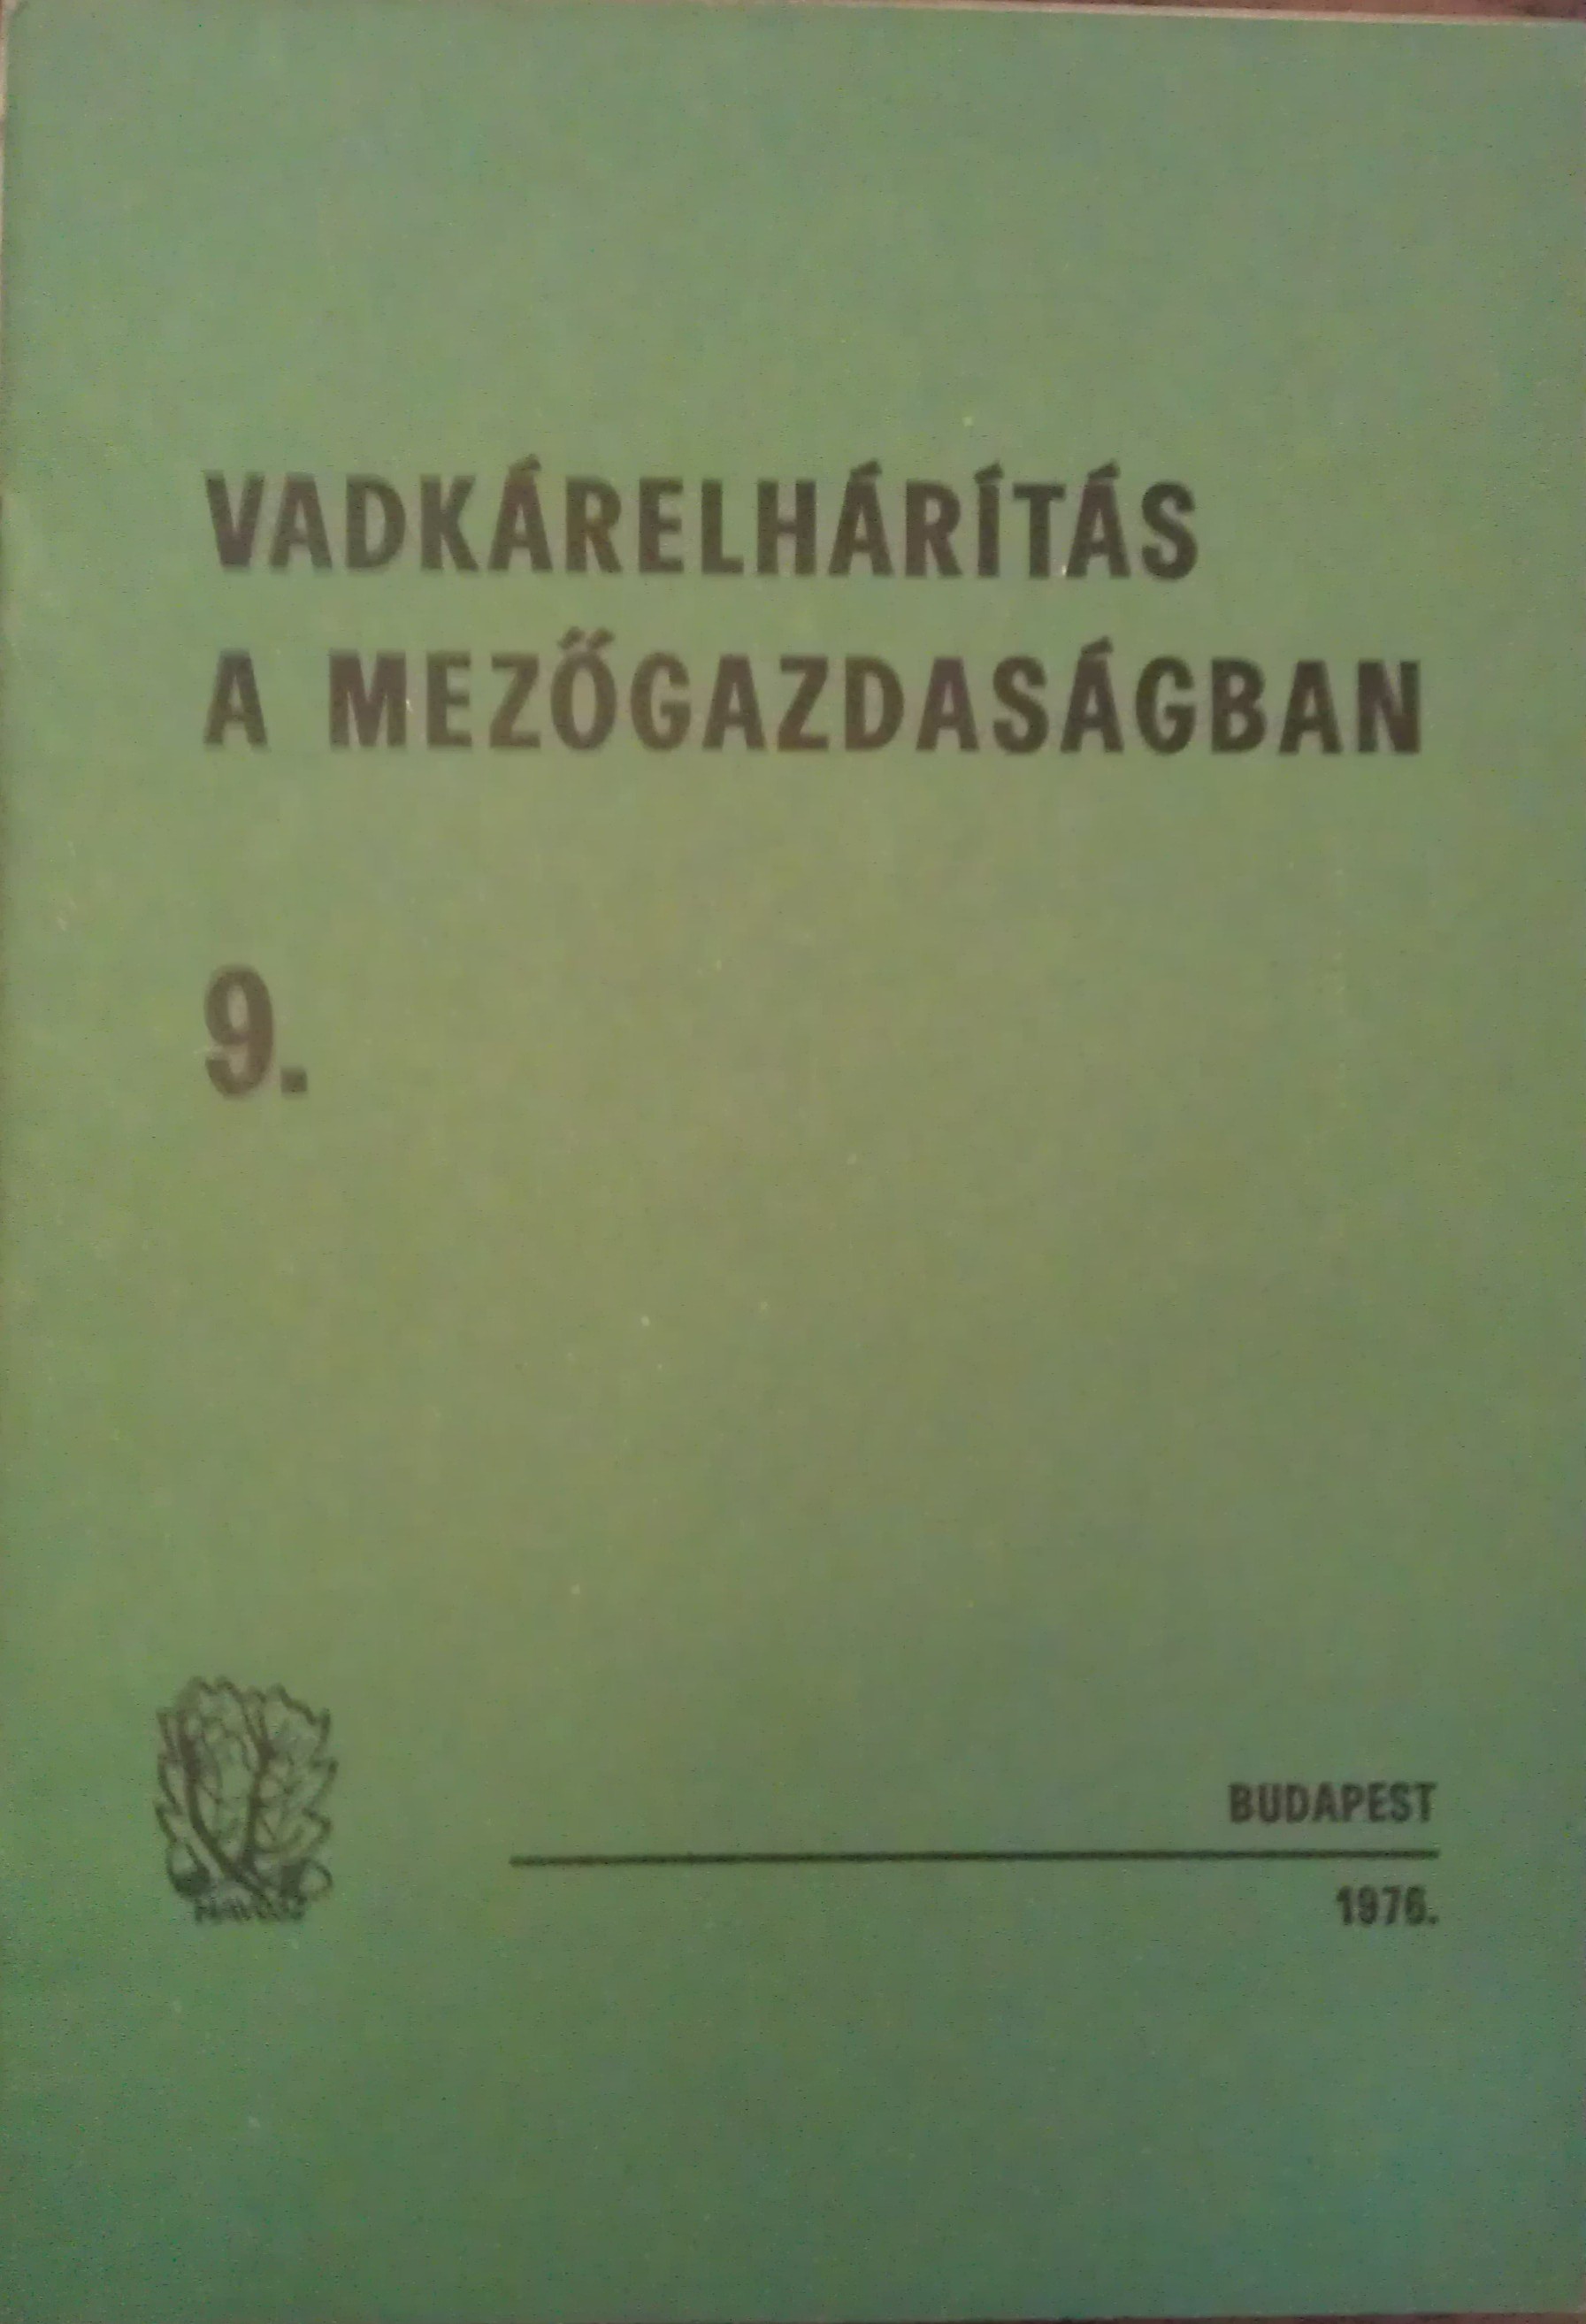 VADKÁRELHÁRÍTÁS
A MEZŐGAZDASÁGBAN
9.
BUDAPEST
1976.